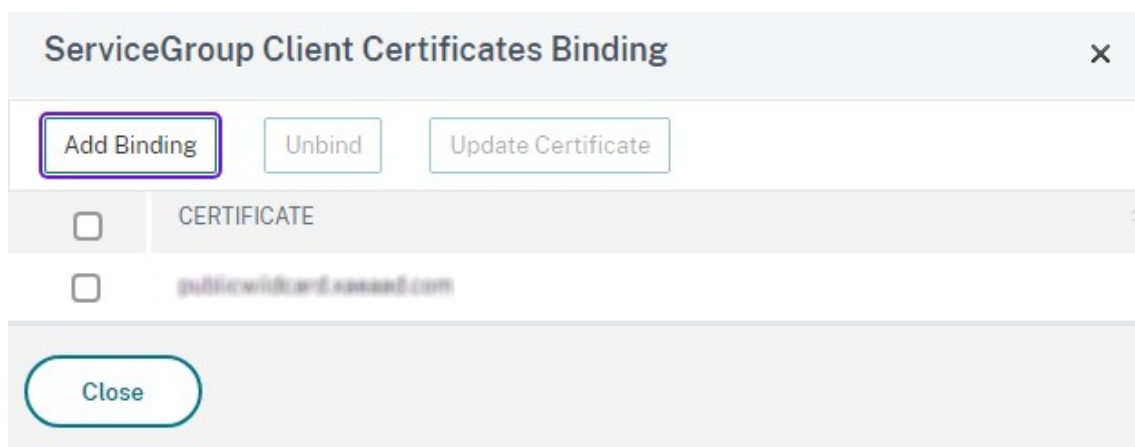 ServiceGroup Client Certificates Binding
Add Binding Unbind Update Certificate
CERTIFICATE
Close